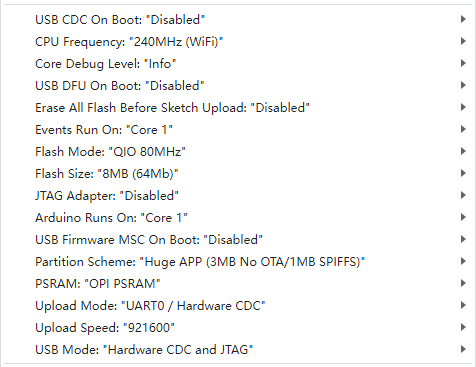 USB CDC On Boot: "Disabled"
CPU Frequency: "240MHz (WiFi)"
Core Debug Level: "Info"
USB DFU On Boot: "Disabled"
Erase All Flash Before Sketch Upload: "Disabled"
Events Run On: "Core 1"
Flash Mode: "QIO 80MHz"
Flash Size: "8MB (64Mb)"
JTAG Adapter: "Disabled"
Arduino Runs On: "Core 1"
USB Firmware MSC On Boot: "Disabled"
Partition Scheme: "Huge APP (3MB No OTA/1MB SPIFFS)"
PSRAM: "OPI PSRAM"
Upload Mode: "UART0 / Hardware CDC"
Upload Speed: "921600"
USB Mode: "Hardware CDC and JTAG"